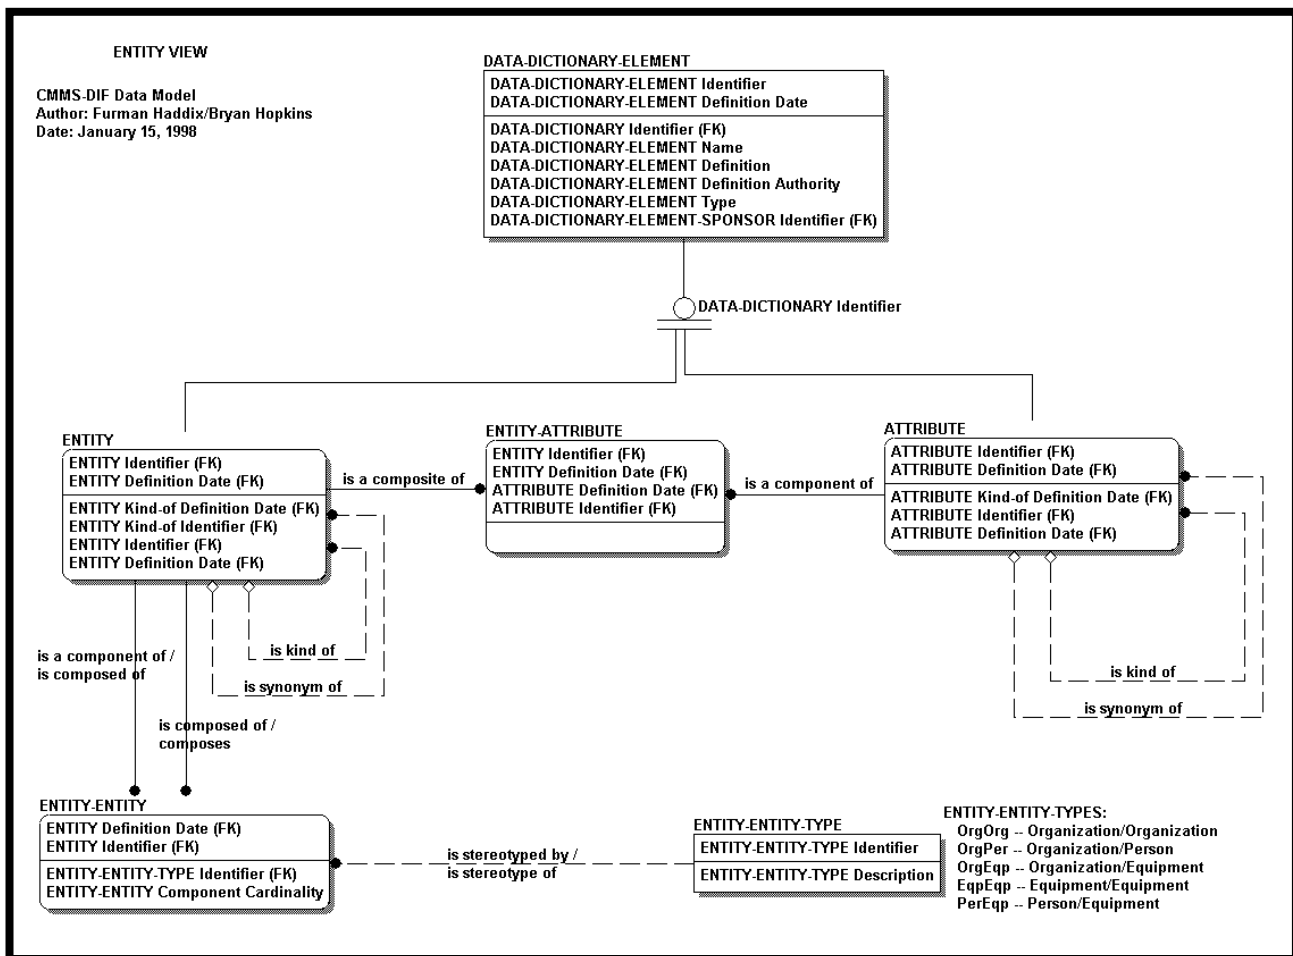 ENTITY VIEW
CMMS-DIF Data Model
Author: Furman Haddix/Bryan Hopkins
Date: January 15, 1998
DATA-DICTIONARY-ELEMENT
DATA-DICTIONARY-ELEMENT Identifier
DATA-DICTIONARY-ELEMENT Definition Date
DATA-DICTIONARY Identifier (FK)
DATA-DICTIONARY-ELEMENT Name
DATA-DICTIONARY-ELEMENT Definition
DATA-DICTIONARY-ELEMENT Definition Authority
DATA-DICTIONARY-ELEMENT Type
DATA-DICTIONARY-ELEMENT-SPONSOR Identifier (FK)
DATA-DICTIONARY Identifier
ENTITY
ENTITY Identifier (FK)
ENTITY Definition Date (FK)
ENTITY Kind-of Definition Date (FK)
ENTITY Kind-of Identifier (FK)
ENTITY Identifier (FK)
ENTITY Definition Date (FK)
is a composite of
ENTITY-ATTRIBUTE
ENTITY Identifier (FK)
ENTITY Definition Date (FK)
ATTRIBUTE Definition Date (FK)
ATTRIBUTE Identifier (FK)
is a component of
ATTRIBUTE
ATTRIBUTE Identifier (FK)
ATTRIBUTE Definition Date (FK)
ATTRIBUTE Kind-of Definition Date (FK)
ATTRIBUTE Identifier (FK)
ATTRIBUTE Definition Date (FK)
is kind of
is synonym of
is a component of /
is composed of
is composed of /
composes
is kind of
is synonym of
ENTITY-ENTITY
ENTITY Definition Date (FK)
ENTITY Identifier (FK)
ENTITY-ENTITY-TYPE Identifier (FK)
ENTITY-ENTITY Component Cardinality
is stereotyped by /
is stereotype of
ENTITY-ENTITY-TYPE
ENTITY-ENTITY-TYPE Identifier
ENTITY-ENTITY-TYPE Description
ENTITY-ENTITY-TYPES:
OrgOrg -- Organization/Organization
OrgPer -- Organization/Person
OrgEqp -- Organization/Equipment
EqpEqp -- Equipment/Equipment
PerEqp -- Person/Equipment